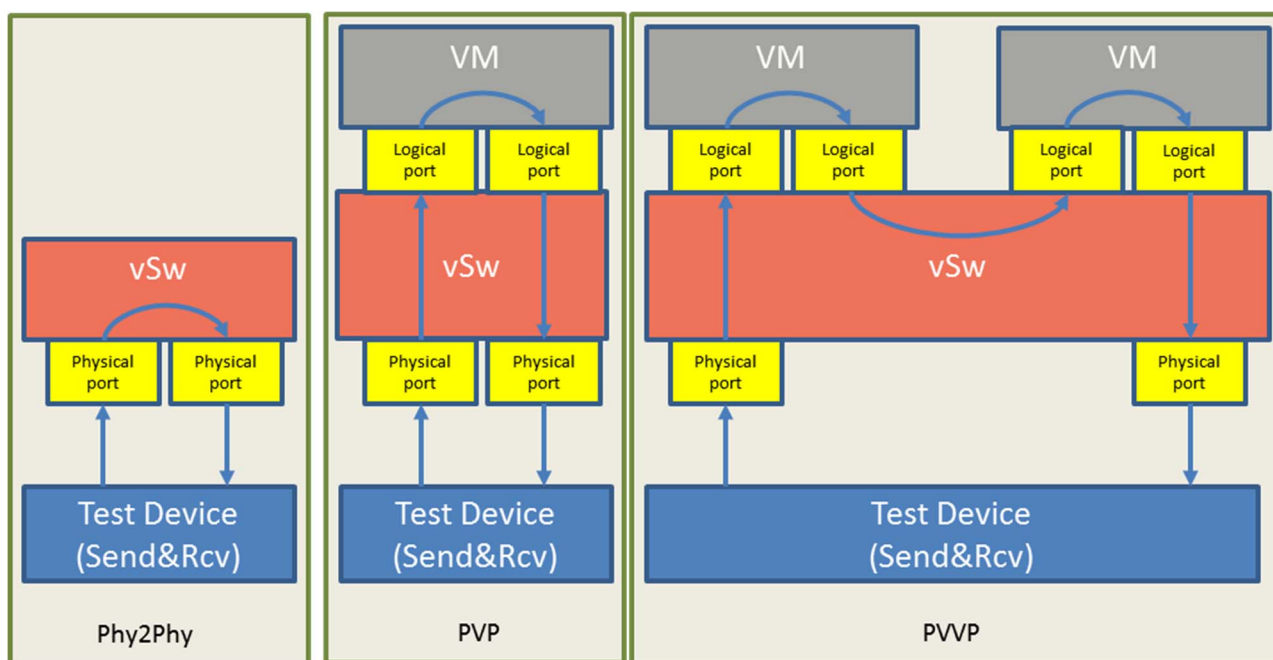 vSw
Physical
port
Physical
port
Test Device
(Send&Rcv)
Phy2Phy
VM
Logical
port
Logical
port
vSw
Physical
port
Physical
port
Test Device
(Send&Rcv)
PVP
VM
VM
Logical
port
Logical
port
Logical
port
Logical
port
vSw
Physical
port
Physical
port
Test Device
(Send&Rcv)
PVVP